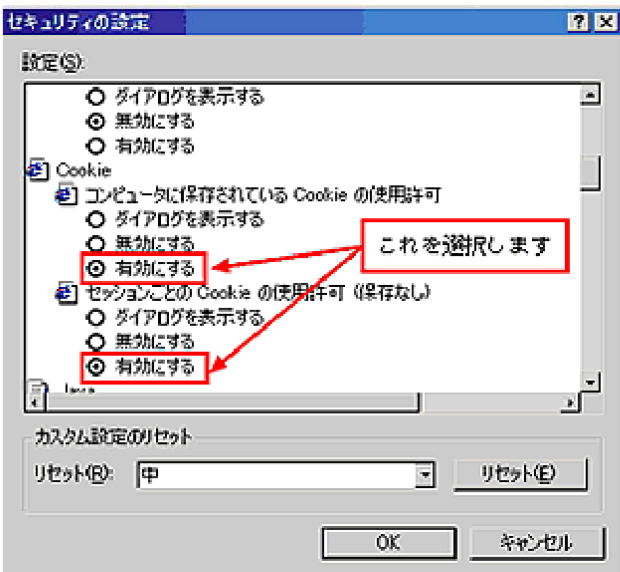 セキュリティの設定
設定(S):
ダイアログを表示する
無効にする
有効にする
Cookie
コンピュータに保存されている Cookie の使用許可
ダイアログを表示する
無効にする
有効にする
これを選択します
セッションごとの Cookie の使用許可 (保存なし)
ダイアログを表示する
無効にする
有効にする
Java
カスタム設定のリセット
リセット(R): 中 リセット(E)
OK キャンセル